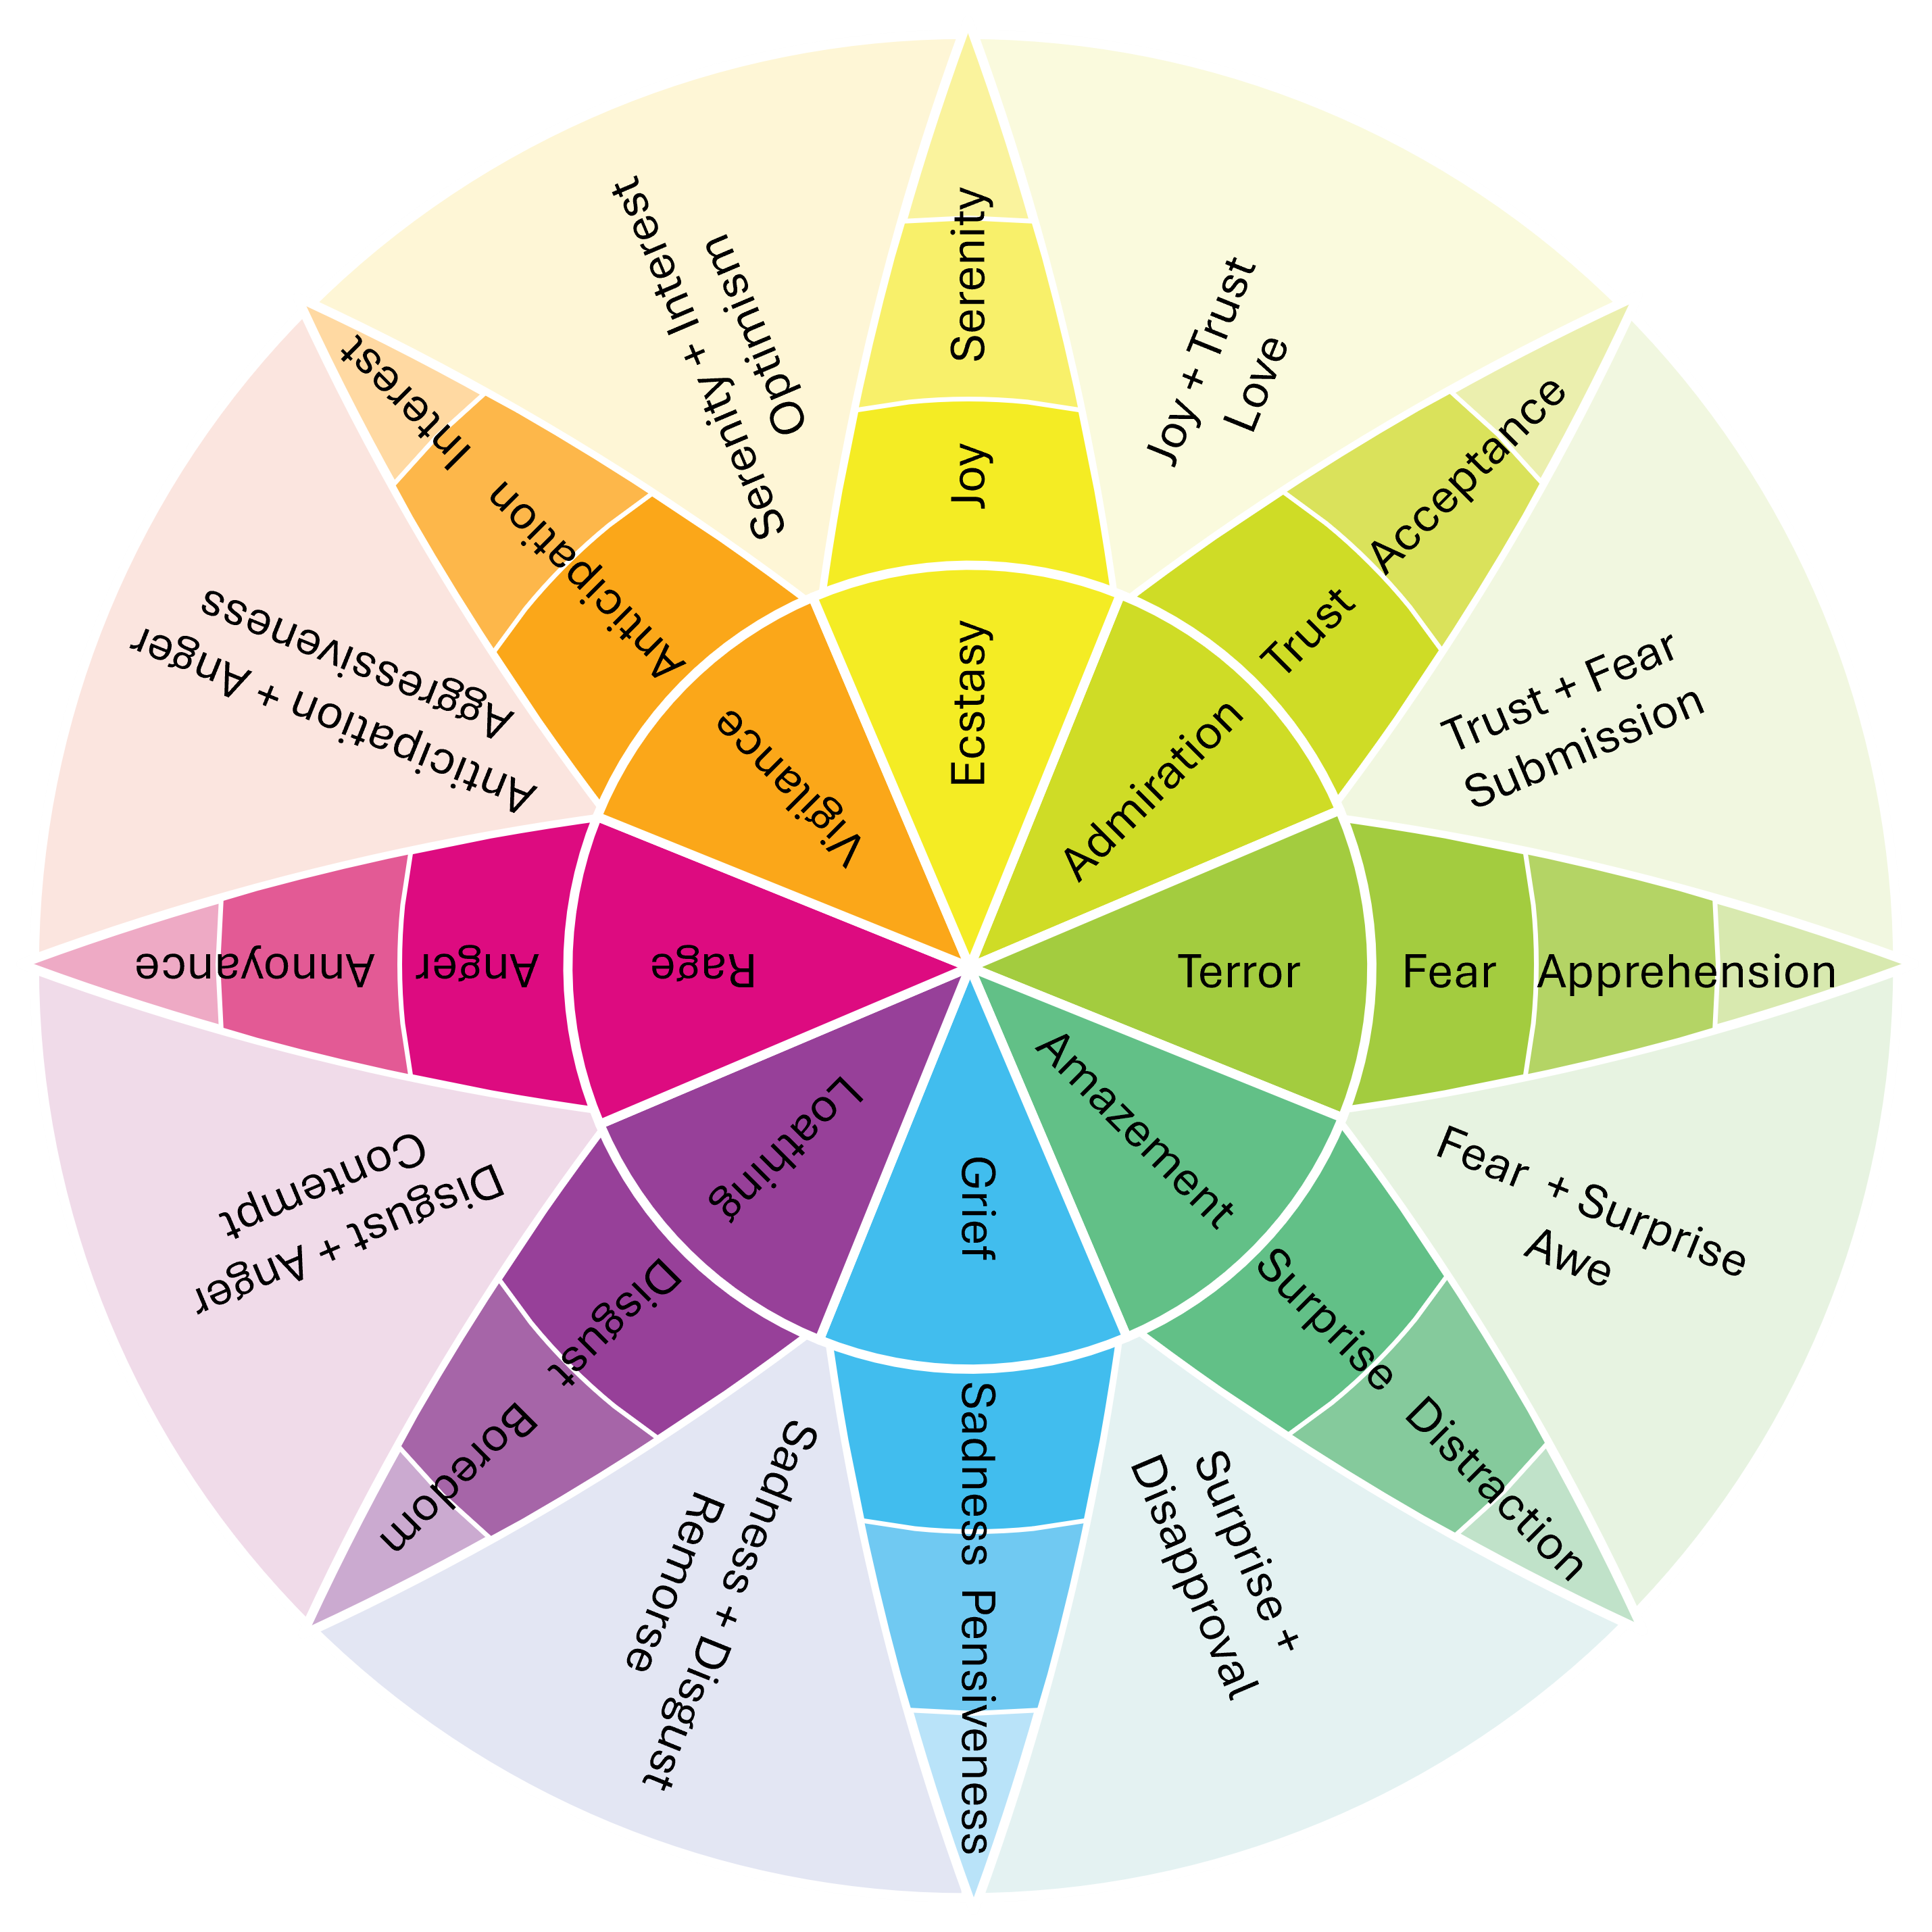 Serenity
Joy
Ecstasy
Joy + Trust
Love
Acceptance
Trust
Admiration
Trust + Fear
Submission
Terror
Fear
Apprehension
Fear + Surprise
Awe
Amazement
Surprise
Distraction
Surprise +
Disapproval
Grief
Sadness
Pensiveness
Sadness + Disgust
Remorse
Loathing
Disgust
Boredom
Disgust + Anger
Contempt
Rage
Anger
Annoyance
Anticipation + Anger
Aggressiveness
Vigilance
Anticipation
Interest
Serenity + Interest
Optimism